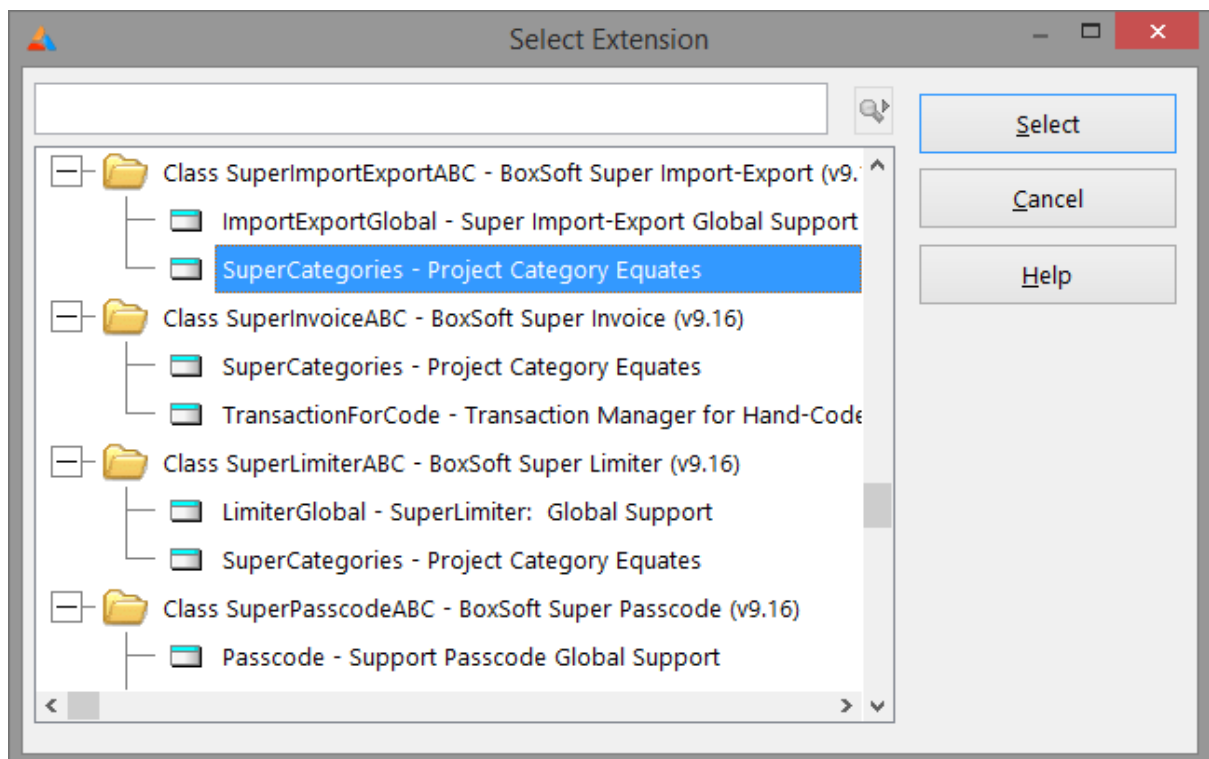 Select Extension
Select
Cancel
Help
Class SuperImportExportABC - BoxSoft Super Import-Export (v9.
ImportExportGlobal - Super Import-Export Global Support
SuperCategories - Project Category Equates
Class SuperInvoiceABC - BoxSoft Super Invoice (v9.16)
SuperCategories - Project Category Equates
TransactionForCode - Transaction Manager for Hand-Code
Class SuperLimiterABC - BoxSoft Super Limiter (v9.16)
LimiterGlobal - SuperLimiter:  Global Support
SuperCategories - Project Category Equates
Class SuperPasscodeABC - BoxSoft Super Passcode (v9.16)
Passcode - Support Passcode Global Support